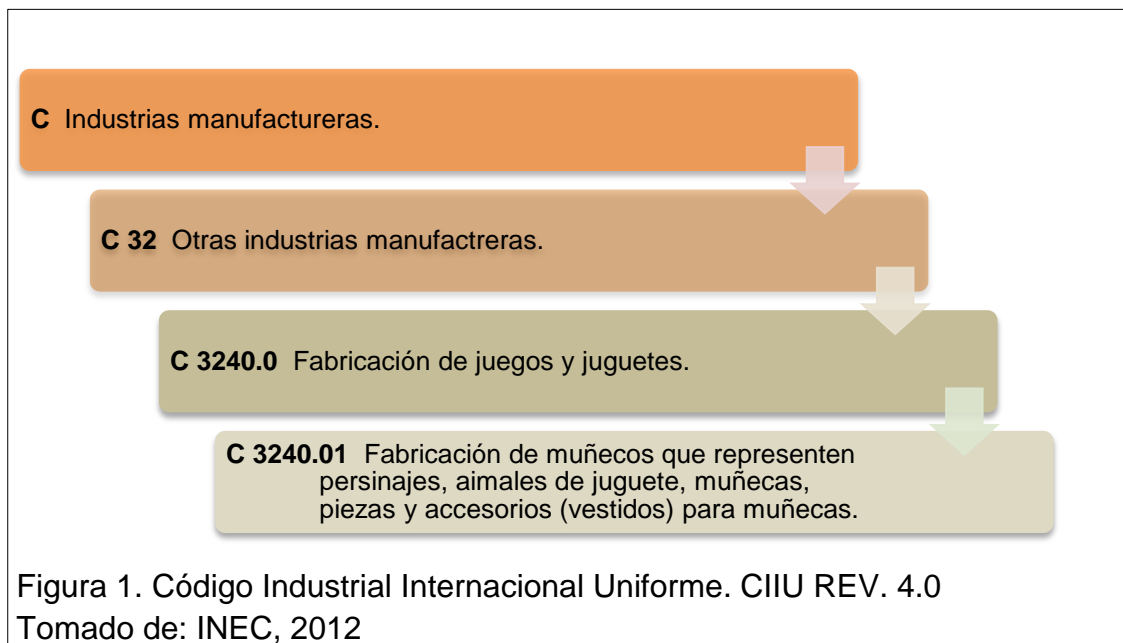 C Industrias manufactureras.
C 32 Otras industrias manufactreras.
C 3240.0 Fabricación de juegos y juguetes.
C 3240.01 Fabricación de muñecos que representen
persinajes, aimales de juguete, muñecas,
piezas y accesorios (vestidos) para muñecas.
Figura 1. Código Industrial Internacional Uniforme. CIIU REV. 4.0
Tomado de: INEC, 2012